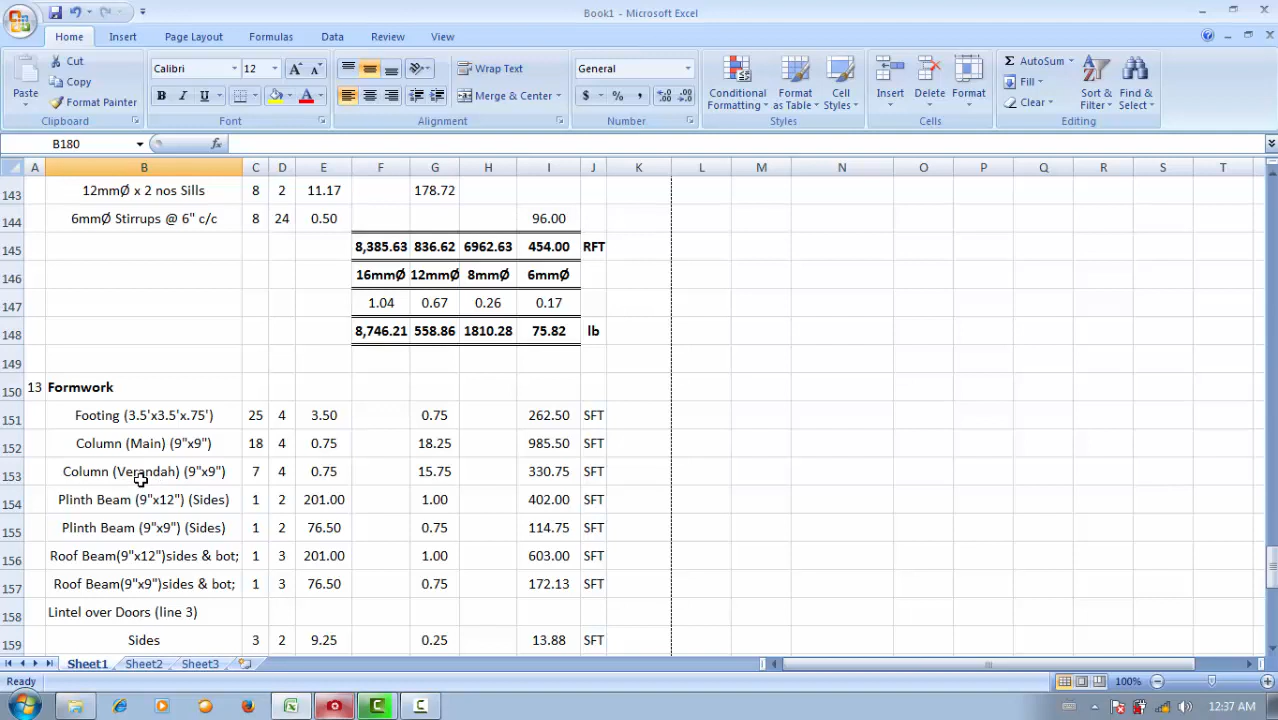 Book1 - Microsoft Excel
Home Insert Page Layout Formulas Data Review View
Cut
Copy
Format Painter
Paste
Calibri 12
B I U
A A
Wrap Text
Merge & Center
General
$ % ,
Conditional Formatting
Format as Table
Cell Styles
Insert Delete Format
Σ AutoSum
Fill
Clear
Sort & Filter
Find & Select
Clipboard Font Alignment Number Styles Cells Editing
B180 fx
A B C D E F G H I J K L M N O P Q R S T
143 12mmØ x 2 nos Sills 8 2 11.17 178.72
144 6mmØ Stirrups @ 6" c/c 8 24 0.50 96.00
145 8,385.63 836.62 6962.63 454.00 RFT
146 16mmØ 12mmØ 8mmØ 6mmØ
147 1.04 0.67 0.26 0.17
148 8,746.21 558.86 1810.28 75.82 lb
149
150 13 Formwork
151 Footing (3.5'x3.5'x.75') 25 4 3.50 0.75 262.50 SFT
152 Column (Main) (9"x9") 18 4 0.75 18.25 985.50 SFT
153 Column (Verandah) (9"x9") 7 4 0.75 15.75 330.75 SFT
154 Plinth Beam (9"x12") (Sides) 1 2 201.00 1.00 402.00 SFT
155 Plinth Beam (9"x9") (Sides) 1 2 76.50 0.75 114.75 SFT
156 Roof Beam(9"x12")sides & bot; 1 3 201.00 1.00 603.00 SFT
157 Roof Beam(9"x9")sides & bot; 1 3 76.50 0.75 172.13 SFT
158 Lintel over Doors (line 3)
159 Sides 3 2 9.25 0.25 13.88 SFT
Sheet1 Sheet2 Sheet3
Ready 100%
12:37 AM